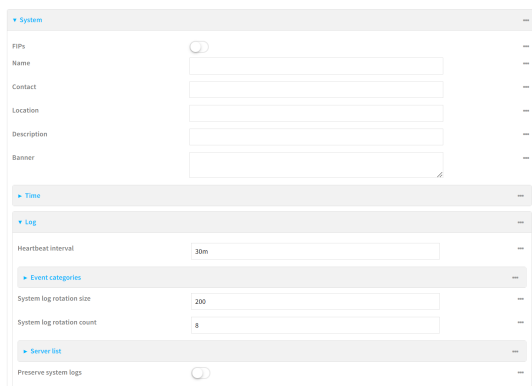 System
FIPs
Name
Contact
Location
Description
Banner
Time
Log
Heartbeat interval
30m
Event categories
System log rotation size
200
System log rotation count
8
Server list
Preserve system logs